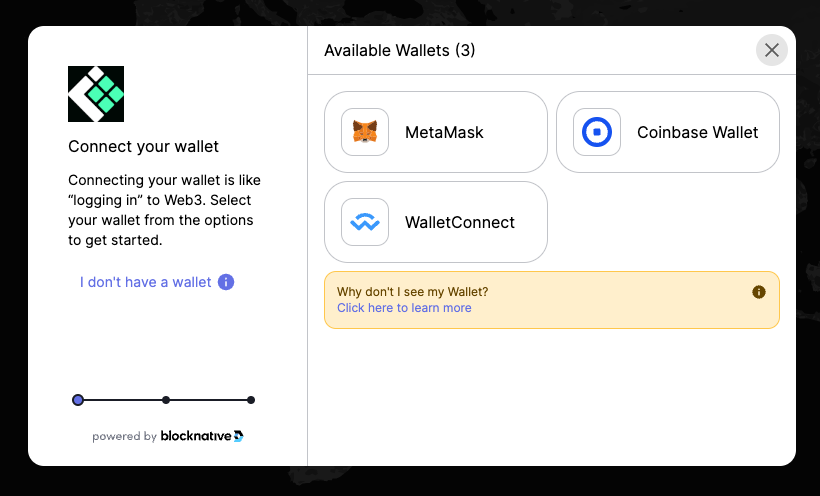 Connect your wallet
Connecting your wallet is like
“logging in” to Web3. Select
your wallet from the options
to get started.
I don't have a wallet
powered by blocknative
Available Wallets (3)
MetaMask
Coinbase Wallet
WalletConnect
Why don't I see my Wallet?
Click here to learn more